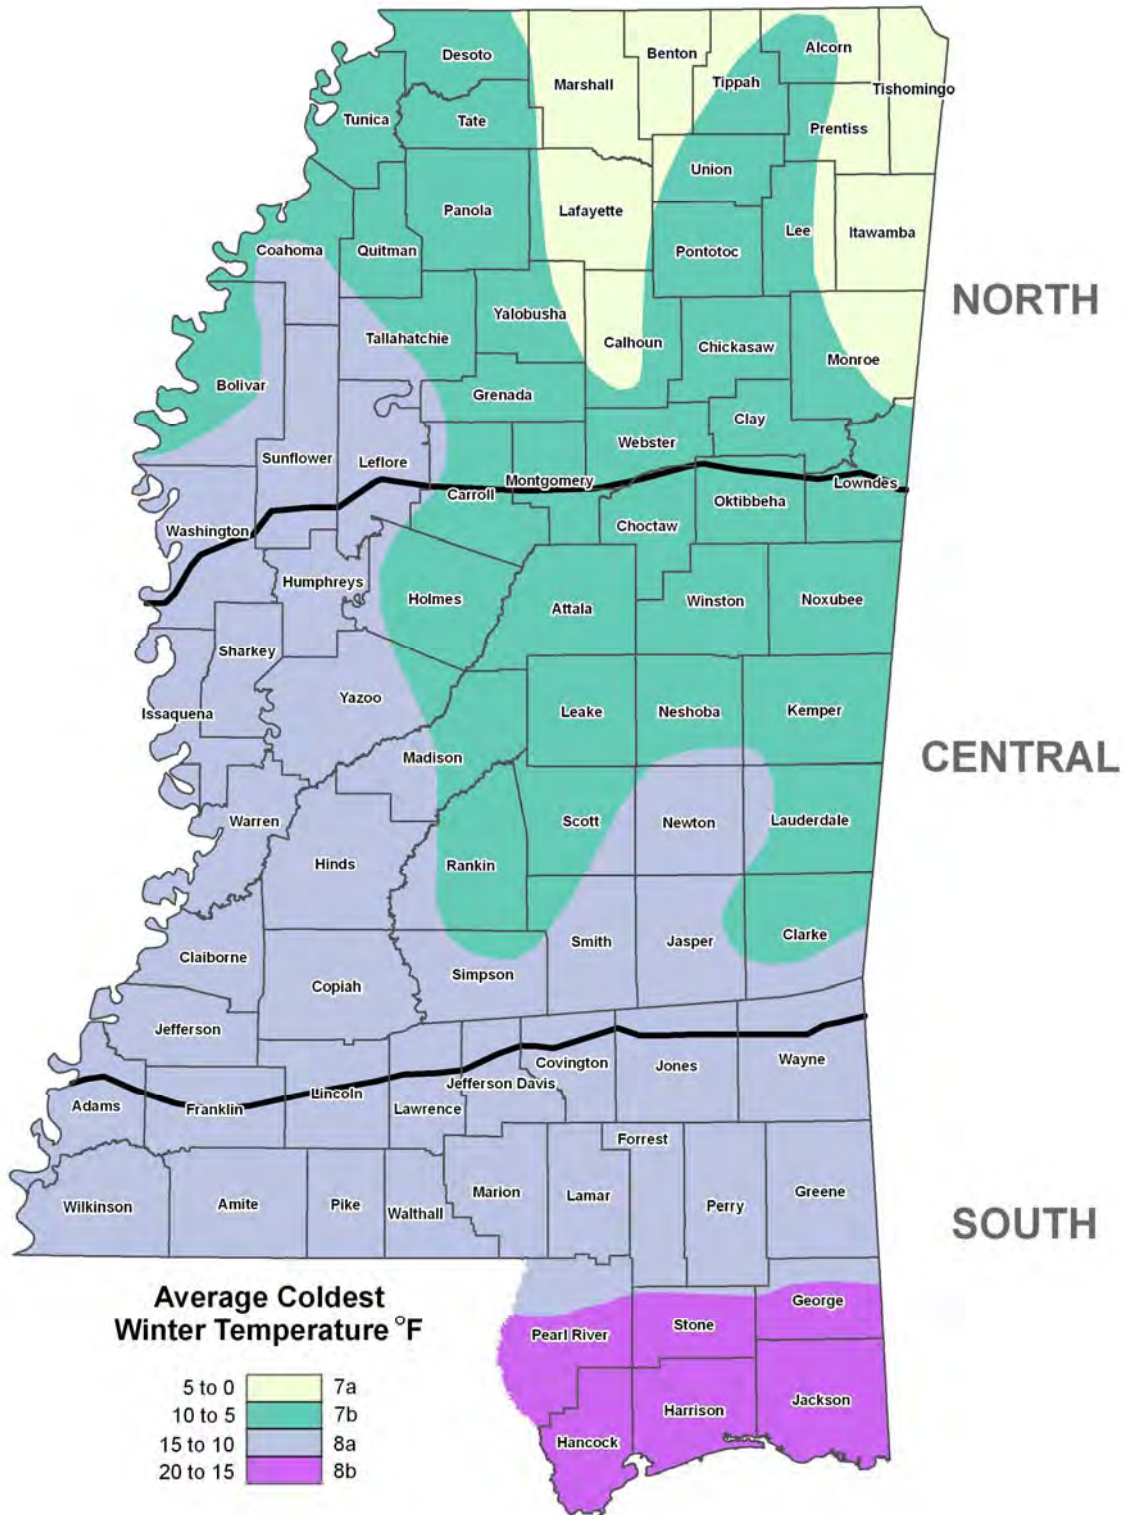 Desoto
Marshall
Benton
Tippah
Alcorn
Tishomingo
Tunica
Tate
Prentiss
Union
Panola
Lafayette
Lee
Itawamba
Coahoma
Quitman
Pontotoc
NORTH
Yalobusha
Tallahatchie
Calhoun
Chickasaw
Monroe
Bolivar
Grenada
Clay
Webster
Sunflower
Leflore
Montgomery
Lowndes
Carroll
Oktibbeha
Washington
Choctaw
Humphreys
Holmes
Attala
Winston
Noxubee
Sharkey
Yazoo
Issaquena
Leake
Neshoba
Kemper
Madison
CENTRAL
Warren
Scott
Newton
Lauderdale
Hinds
Rankin
Clarke
Smith
Jasper
Claiborne
Simpson
Copiah
Jefferson
Wayne
Covington
Jones
Jefferson Davis
Lincoln
Adams
Franklin
Lawrence
Forrest
Marion
Lamar
Greene
Wilkinson
Amite
Pike
Perry
Walthall
SOUTH
Average Coldest
Winter Temperature °F
George
Stone
Pearl River
5 to 0 7a
10 to 5 7b
15 to 10 8a
20 to 15 8b
Jackson
Harrison
Hancock